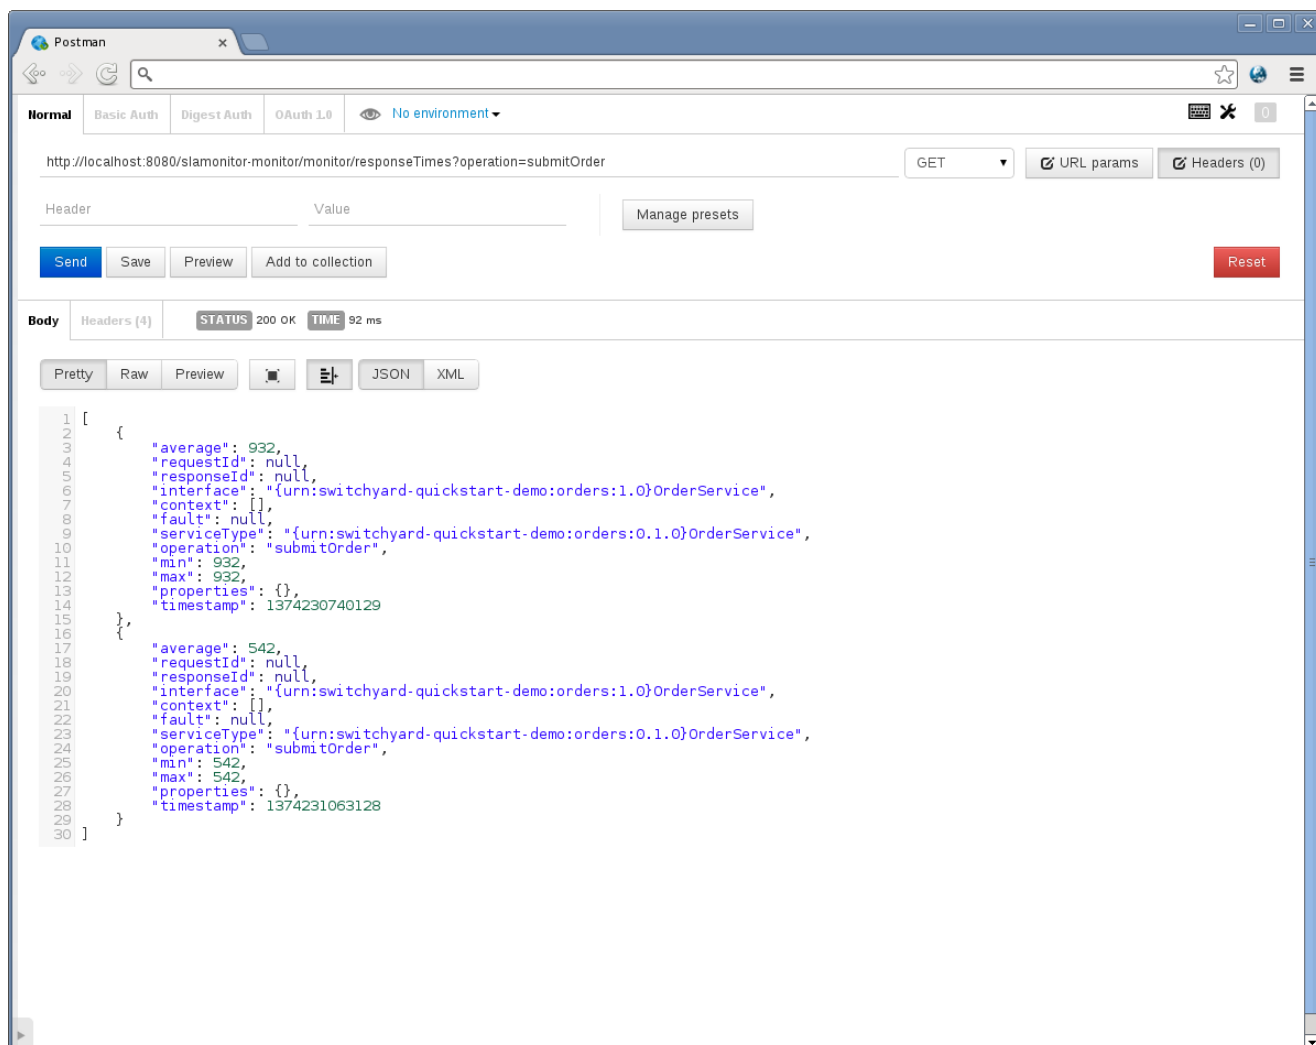 Postman
Normal Basic Auth Digest Auth OAuth 1.0 No environment 0
http://localhost:8080/slamonitor-monitor/monitor/responseTimes?operation=submitOrder GET URL params Headers (0)
Header Value Manage presets
Send Save Preview Add to collection Reset
Body Headers (4) STATUS 200 OK TIME 92 ms
Pretty Raw Preview JSON XML
1 [
2 {
3 "average": 932,
4 "requestId": null,
5 "responseId": null,
6 "interface": "{urn:switchyard-quickstart-demo:orders:1.0}OrderService",
7 "context": [],
8 "fault": null,
9 "serviceType": "{urn:switchyard-quickstart-demo:orders:0.1.0}OrderService",
10 "operation": "submitOrder",
11 "min": 932,
12 "max": 932,
13 "properties": {},
14 "timestamp": 1374230740129
15 },
16 {
17 "average": 542,
18 "requestId": null,
19 "responseId": null,
20 "interface": "{urn:switchyard-quickstart-demo:orders:1.0}OrderService",
21 "context": [],
22 "fault": null,
23 "serviceType": "{urn:switchyard-quickstart-demo:orders:0.1.0}OrderService",
24 "operation": "submitOrder",
25 "min": 542,
26 "max": 542,
27 "properties": {},
28 "timestamp": 1374231063128
29 }
30 ]